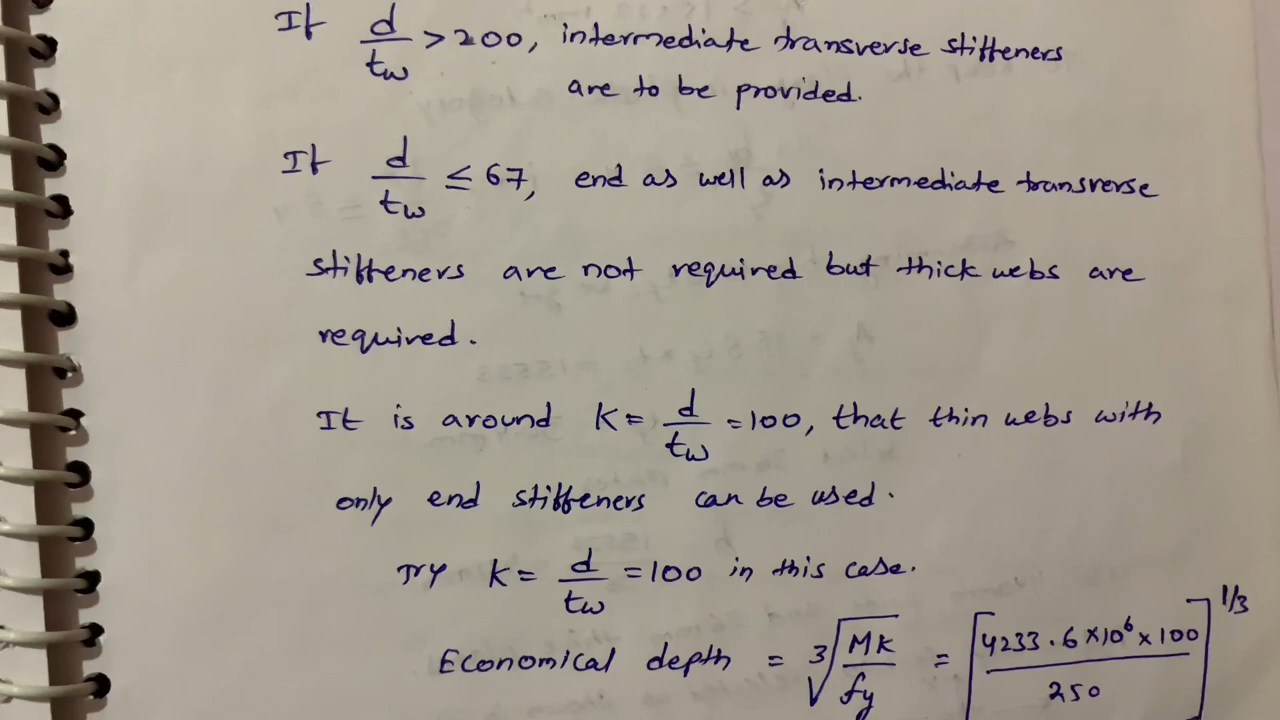 If d/tw > 200, intermediate transverse stiffeners
are to be provided.
If d/tw ≤ 67, end as well as intermediate transverse
stiffeners are not required but thick webs are
required.
It is around K = d/tw = 100, that thin webs with
only end stiffeners can be used.
Try K = d/tw = 100 in this case.
Economical depth = ∛(MK/fy) = [4233.6 × 10⁶ × 100 / 250]^1/3